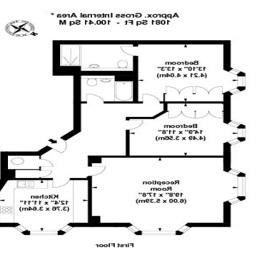 Approx. Gross Internal Area *
1081 Sq Ft - 100.41 Sq M
Bedroom
13'10" x 13'3"
(4.21 x 4.04m)
Bedroom
14'9" x 11'8"
(4.49 x 3.56m)
Reception
Room
19'8" x 17'8"
(6.00 x 5.39m)
Kitchen
12'4" x 11'11"
(3.76 x 3.64m)
First Floor